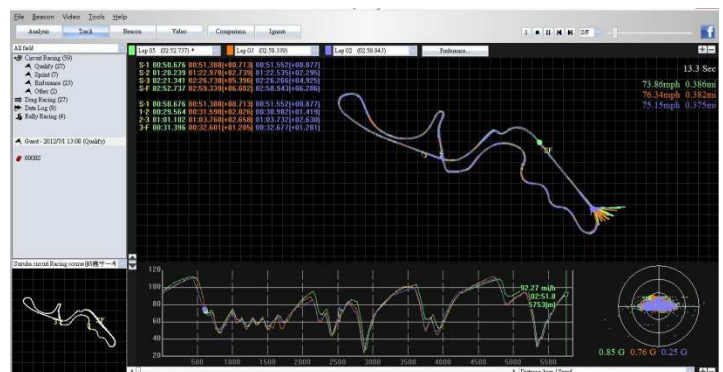 File Beacon Video Tools Help
Analysis Track Beacon Video Comparison Ignore
All field
Circuit Racing (59)
Qualify (27)
Sprint (7)
Endurance (23)
Other (2)
Drag Racing (27)
Data Log (9)
Rally Racing (4)
Guest - 2012/7/1 13:08 (Qualify)
60002
Lap 05 (02:52.737) * Lap 03 (02:59.339) Lap 02 (02:58.943) Preference...
S-1 00:50.676 00:51.388(+00.713) 00:51.552(+00.877)
S-2 01:20.239 01:22.978(+02.739) 01:22.535(+02.295)
S-3 02:21.341 02:26.738(+05.396) 02:26.266(+04.925)
S-F 02:52.737 02:59.339(+06.602) 02:58.943(+06.206)
S-1 00:50.676 00:51.388(+00.713) 00:51.552(+00.877)
1-2 00:29.564 00:31.590(+02.026) 00:30.982(+01.419)
2-3 01:01.102 01:03.760(+02.658) 01:03.732(+02.630)
3-F 00:31.396 00:32.601(+01.205) 00:32.677(+01.281)
13.3 Sec
73.86mph 0.386mi
76.34mph 0.382mi
75.15mph 0.375mi
SF
Suzuka circuit Racing course
120
100
80
60
40
20
92.27 mi/h
02:51.8
5753[m]
500 1000 1500 2000 2500 3000 3500 4000 4500 5000 5500
0.85 G 0.76 G 0.25 G